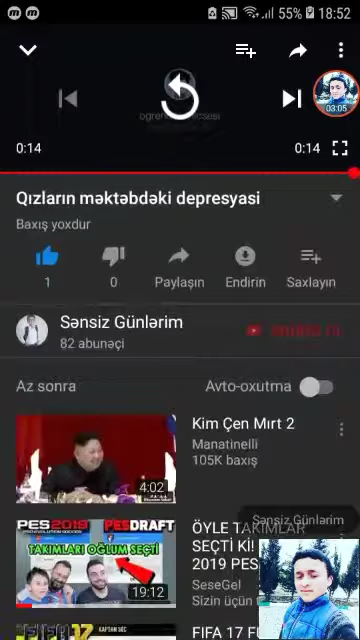 55% 18:52
03:05
0:14
0:14
Qızların məktəbdəki depresyasi
Baxış yoxdur
1
0
Paylaşın
Endirin
Saxlayın
Sənsiz Günlərim
82 abunəçi
Az sonra
Avto-oxutma
4:02
Kim Çen Mırt 2
Manatinelli
105K baxış
PES2019
PESDRAFT
TAKIMLARI OĞLUM SEÇTİ
19:12
ÖYLE TAKIMLAR
SEÇTİ Kİ!
2019 PES
SeseGel
Sizin üçün
Sənsiz Günlərim
FIFA 17 F